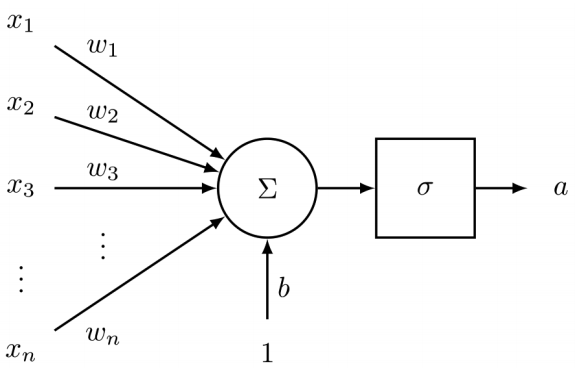 x₁
w₁
x₂
w₂
x₃
w₃
Σ
σ
a
⋮
⋮
b
wₙ
xₙ
1